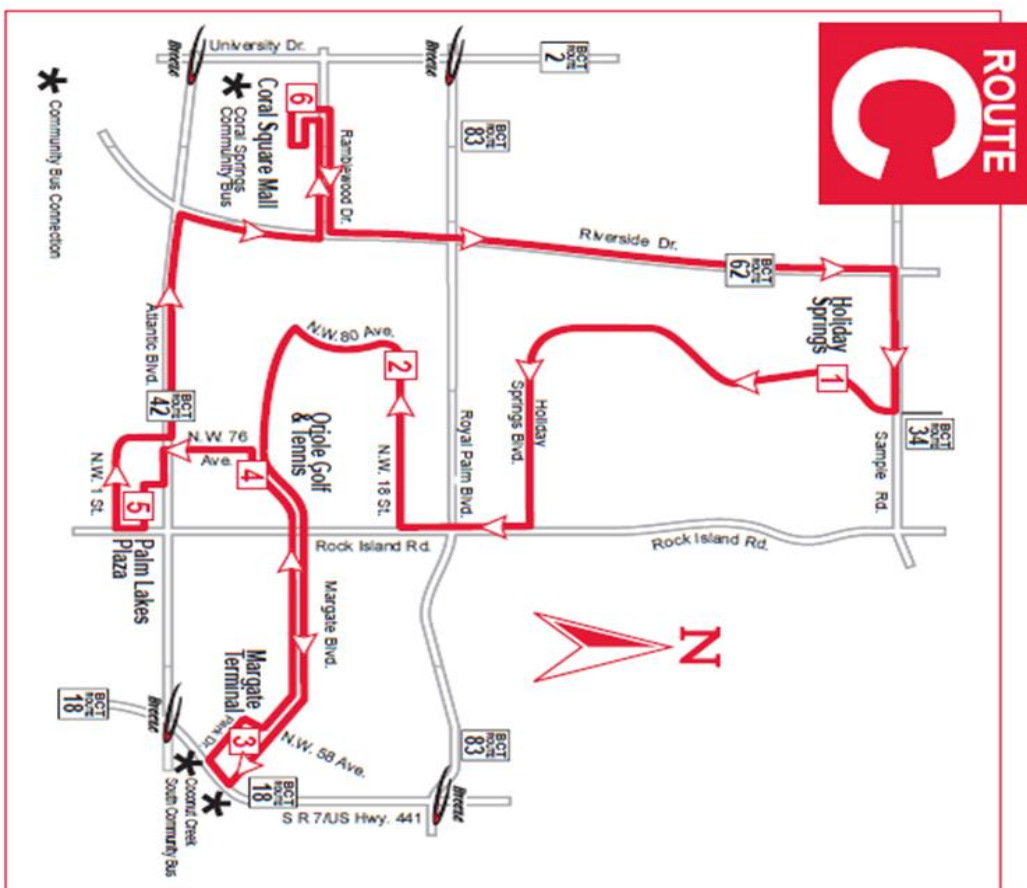 ROUTE
C
BCT
ROUTE
2
University Dr.
Breeze
Breeze
6
Coral Square Mall
Coral Springs
Community Bus
Community Bus Connection
Ramblewood Dr.
BCT
ROUTE
83
Riverside Dr.
BCT
ROUTE
62
Holiday
Springs
1
BCT
ROUTE
34
Sample Rd.
Holiday
Springs Blvd.
Royal Palm Blvd.
N.W. 80 Ave.
2
N.W. 18 St.
Atlantic Blvd.
BCT
ROUTE
42
N.W. 76
Ave.
Oriole Golf
& Tennis
4
N.W. 1 St.
5
Palm Lakes
Plaza
Rock Island Rd.
Rock Island Rd.
Margate Blvd.
N
Margate
Terminal
3
Park Dr.
N.W. 58 Ave.
BCT
ROUTE
18
Breeze
Coconut Creek
South Community Bus
BCT
ROUTE
18
S R 7/US Hwy. 441
BCT
ROUTE
83
Breeze